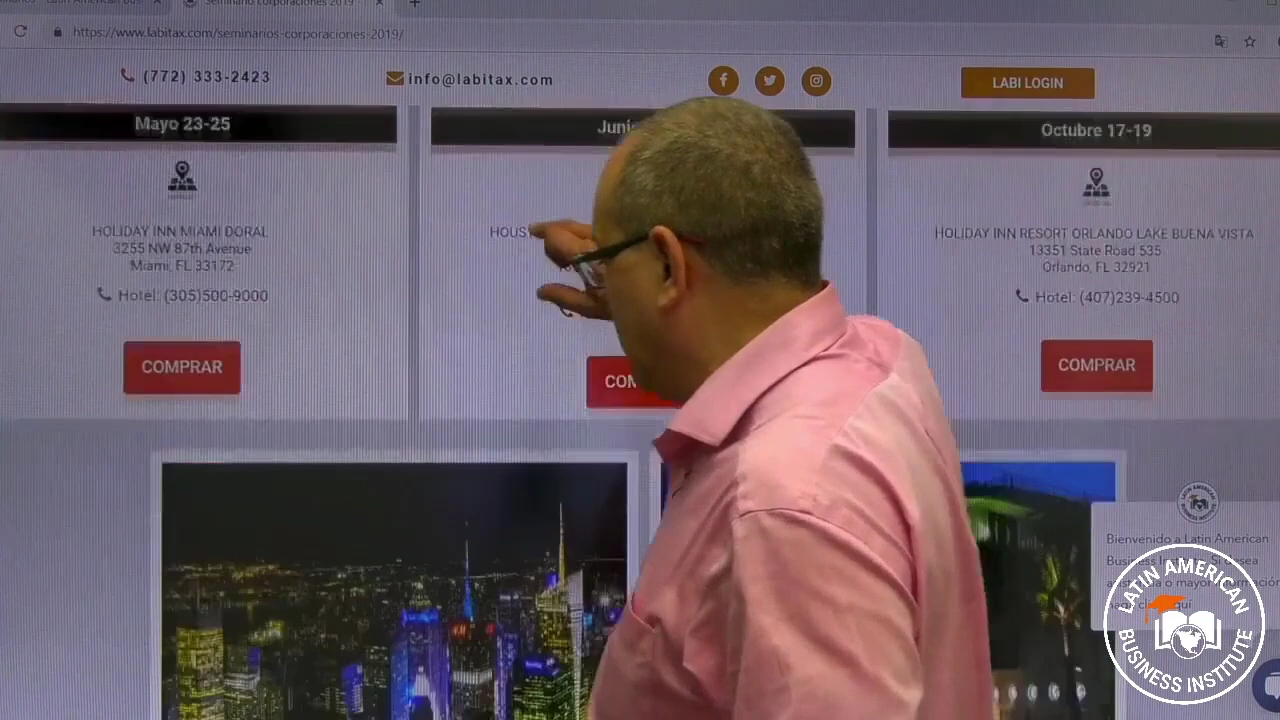 Seminario corporaciones 2019
https://www.labitax.com/seminarios-corporaciones-2019/
(772) 333-2423
info@labitax.com
LABI LOGIN
Mayo 23-25
HOLIDAY INN MIAMI DORAL
3255 NW 87th Avenue
Miami, FL 33172
Hotel: (305)500-9000
COMPRAR
Octubre 17-19
HOLIDAY INN RESORT ORLANDO LAKE BUENA VISTA
13351 State Road 535
Orlando, FL 32921
Hotel: (407)239-4500
COMPRAR
Bienvenido a Latin American
LATIN AMERICAN
BUSINESS INSTITUTE